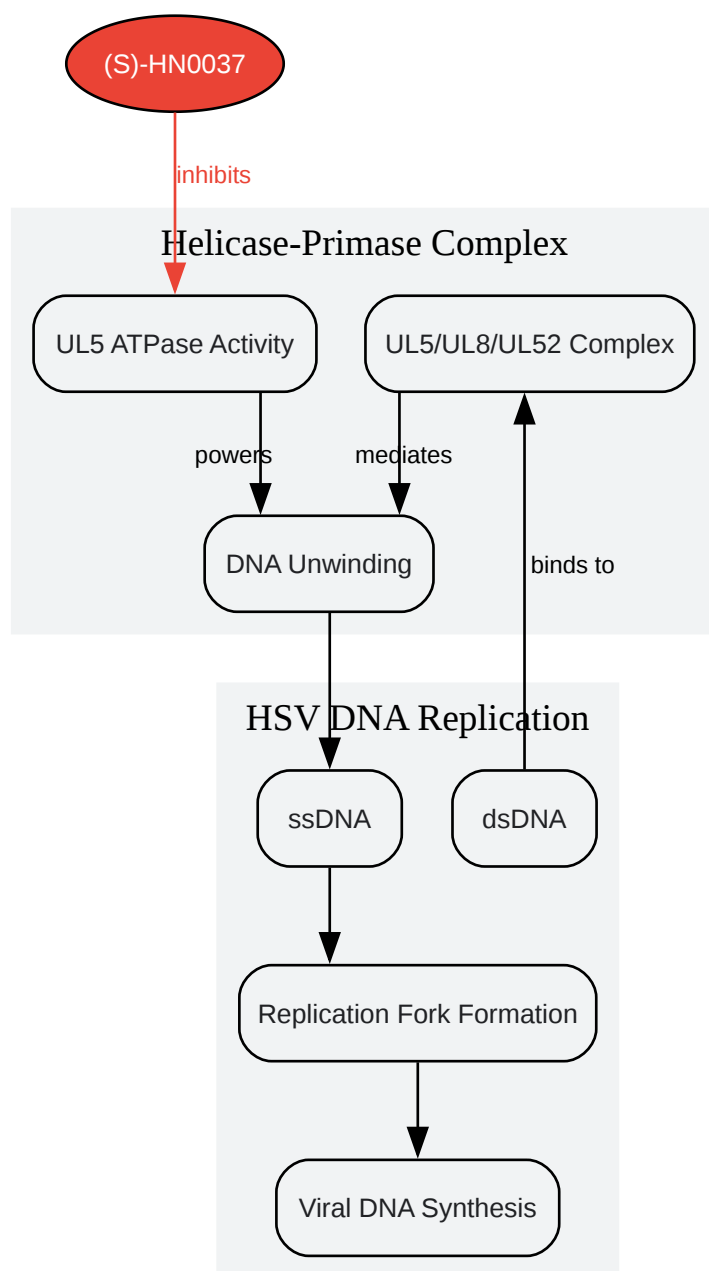 (S)-HN0037
inhibits
Helicase-Primase Complex
UL5 ATPase Activity
UL5/UL8/UL52 Complex
powers
mediates
DNA Unwinding
binds to
HSV DNA Replication
ssDNA
dsDNA
Replication Fork Formation
Viral DNA Synthesis